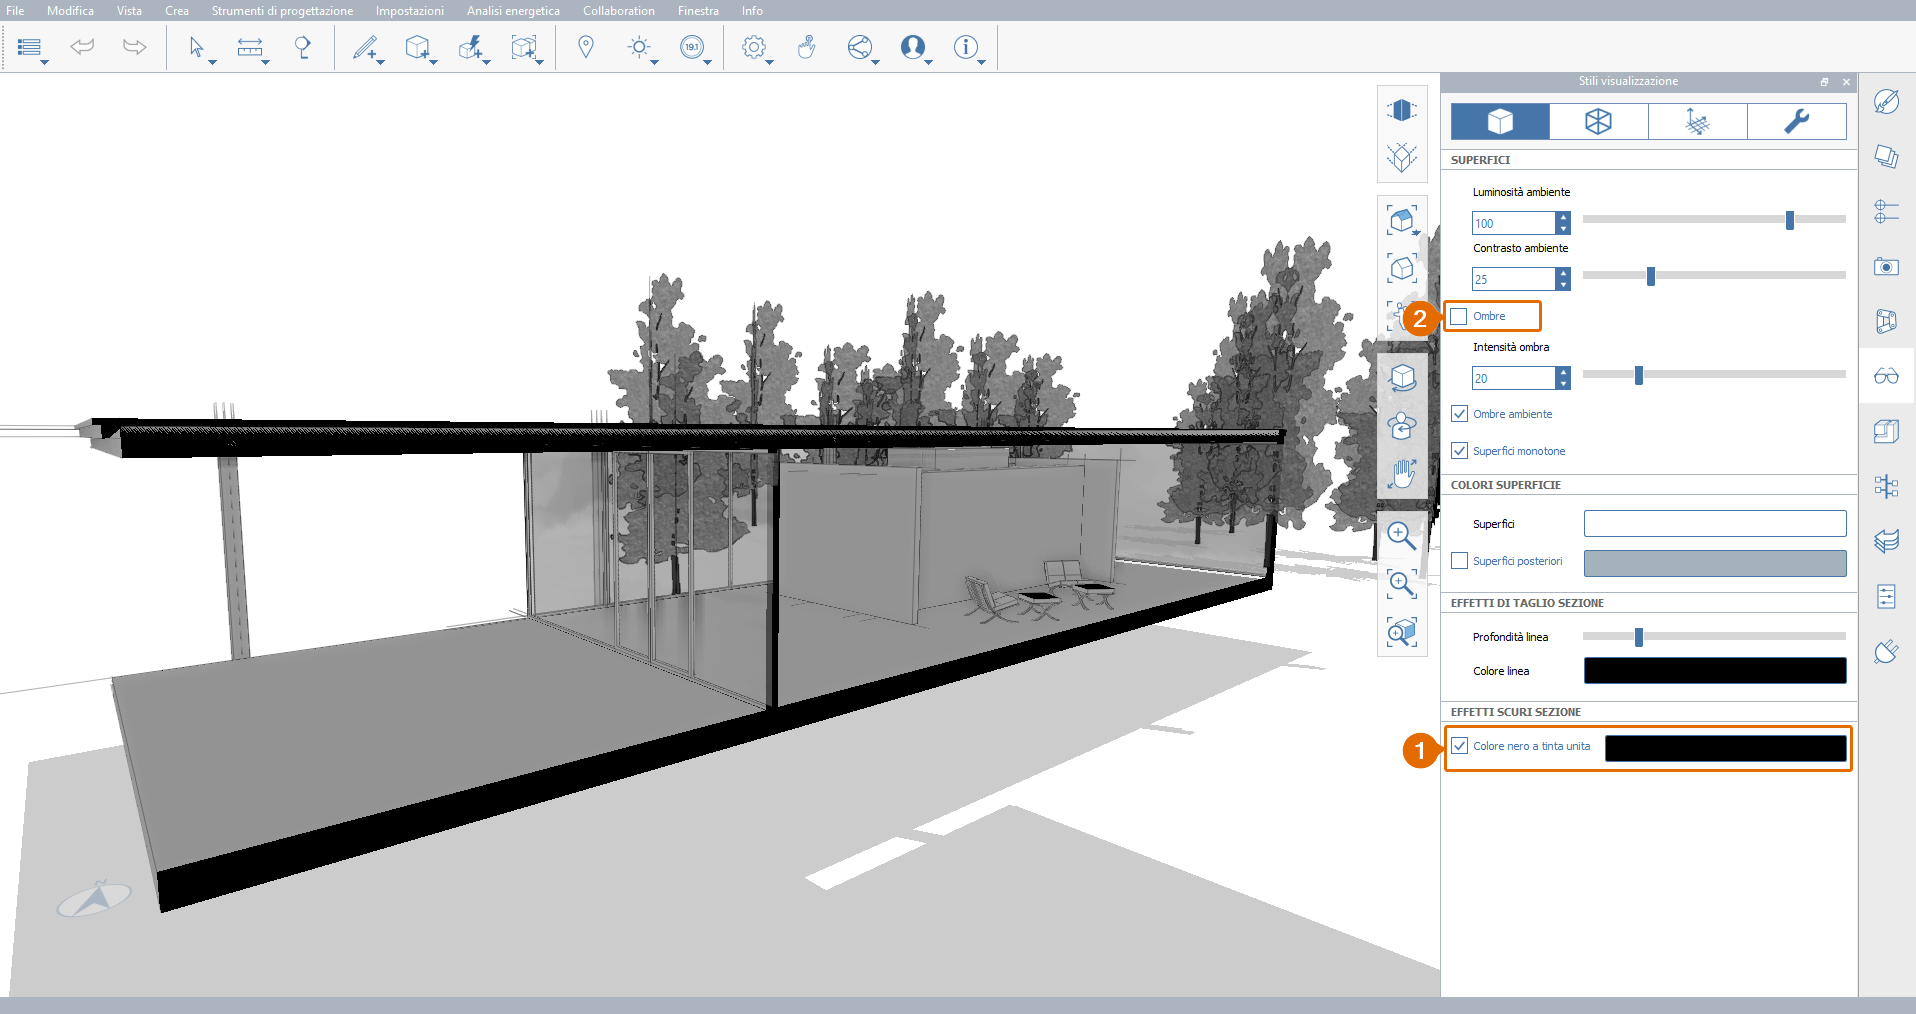 File Modifica Vista Crea Strumenti di progettazione Impostazioni Analisi energetica Collaboration Finestra Info
19.1
Stili visualizzazione
SUPERFICI
Luminosità ambiente
100
Contrasto ambiente
25
2
Ombre
Intensità ombra
20
Ombre ambiente
Superfici monotone
COLORI SUPERFICIE
Superfici
Superfici posteriori
EFFETTI DI TAGLIO SEZIONE
Profondità linea
Colore linea
EFFETTI SCURI SEZIONE
1
Colore nero a tinta unita